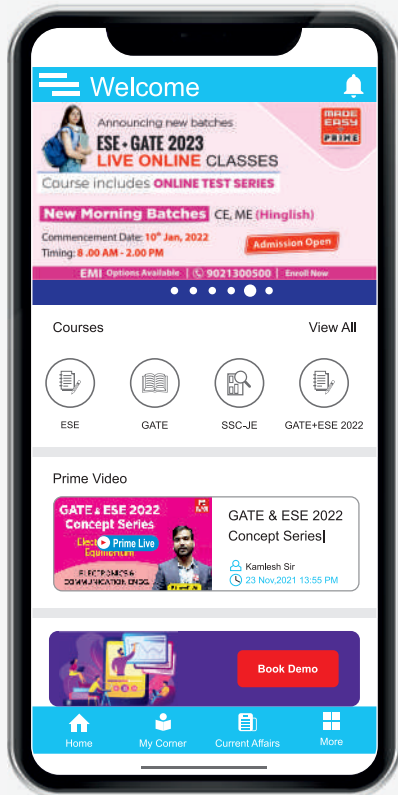 Welcome
Announcing new batches
MADE EASY PRIME
ESE + GATE 2023
LIVE ONLINE CLASSES
Course includes ONLINE TEST SERIES
New Morning Batches CE, ME (Hinglish)
Commencement Date: 10th Jan, 2022
Timing: 8 .00 AM - 2.00 PM
Admission Open
EMI Options Available | 9021300500 | Enroll Now
Courses View All
ESE GATE SSC-JE GATE+ESE 2022
Prime Video
GATE & ESE 2022
Concept Series
Prime Live
ELECTRONICS &
COMMUNICATION ENGG.
GATE & ESE 2022
Concept Series
Kamlesh Sir
23 Nov,2021 13:55 PM
Book Demo
Home My Corner Current Affairs More